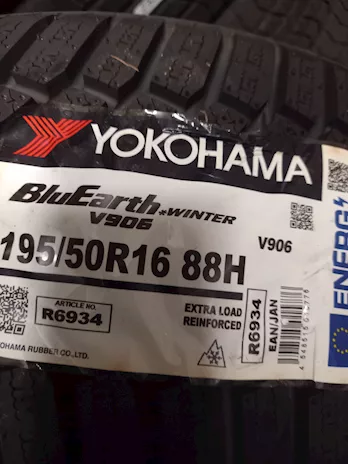 YOKOHAMA
BluEarth*WINTER
V906
V906
195/50R16 88H
ENERG
ARTICLE NO.
R6934
EXTRA LOAD
REINFORCED
R6934
EAN/JAN
OHAMA RUBBER CO.,LTD.